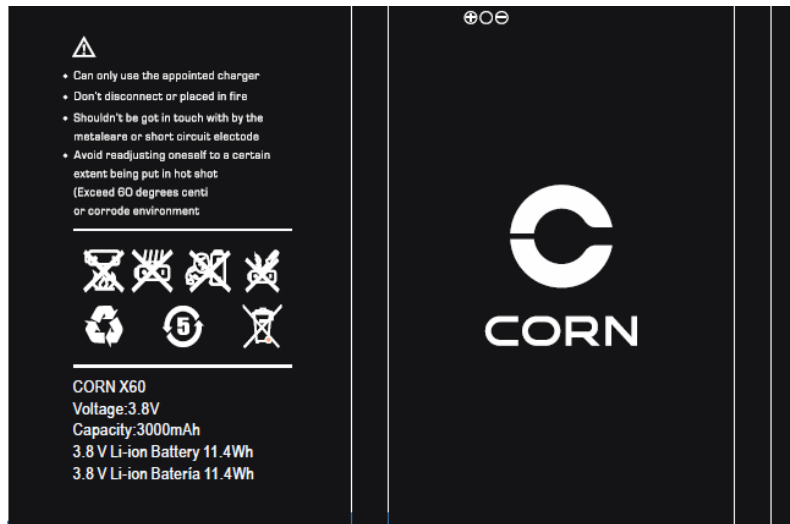 Can only use the appointed charger
Don't disconnect or placed in fire
Shouldn't be got in touch with by the
metaleare or short circuit electode
Avoid readjusting oneself to a certain
extent being put in hot shot
(Exceed 60 degrees centi
or corrode environment
5
CORN X60
Voltage:3.8V
Capacity:3000mAh
3.8 V Li-ion Battery 11.4Wh
3.8 V Li-ion Batería 11.4Wh
CORN